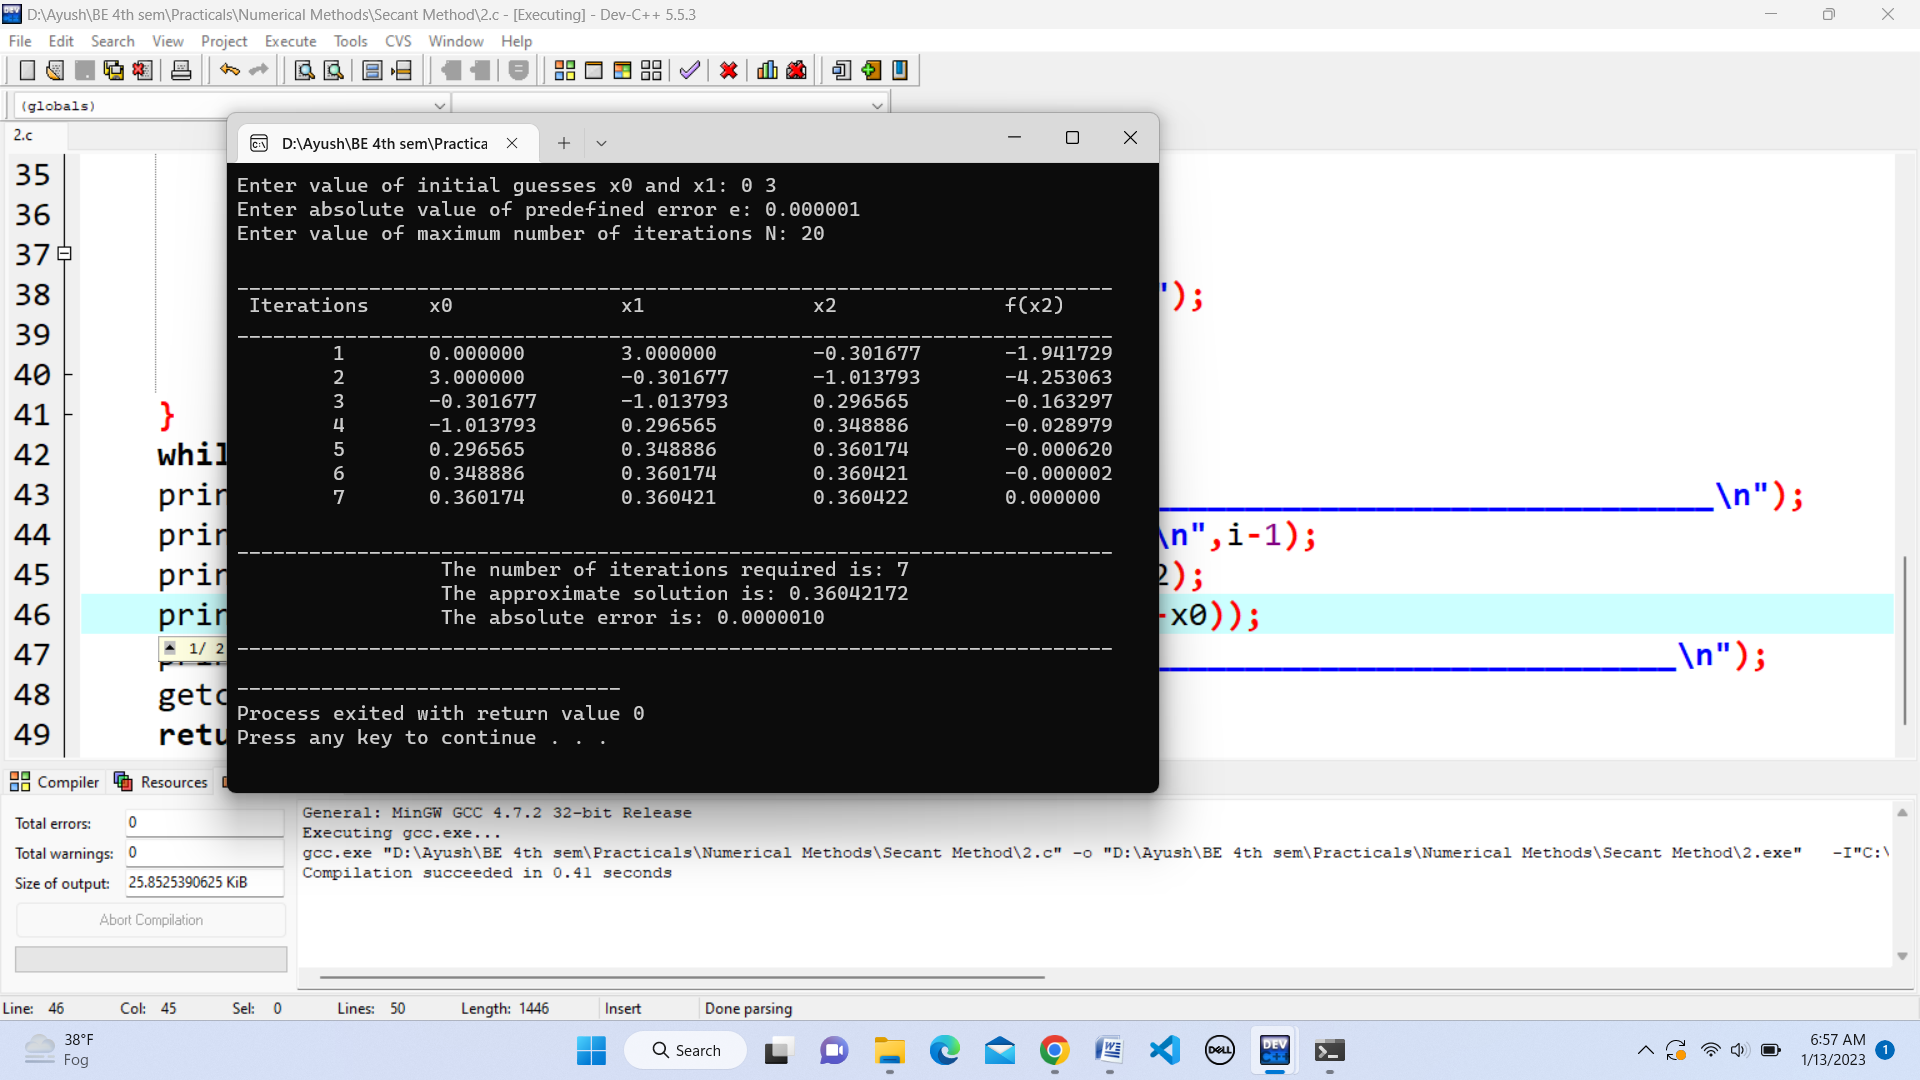 D:\Ayush\BE 4th sem\Practicals\Numerical Methods\Secant Method\2.c - [Executing] - Dev-C++ 5.5.3
File Edit Search View Project Execute Tools CVS Window Help
(globals)
2.c
D:\Ayush\BE 4th sem\Practica
Enter value of initial guesses x0 and x1: 0 3
Enter absolute value of predefined error e: 0.000001
Enter value of maximum number of iterations N: 20
Iterations x0 x1 x2 f(x2)
1 0.000000 3.000000 -0.301677 -1.941729
2 3.000000 -0.301677 -1.013793 -4.253063
3 -0.301677 -1.013793 0.296565 -0.163297
4 -1.013793 0.296565 0.348886 -0.028979
5 0.296565 0.348886 0.360174 -0.000620
6 0.348886 0.360174 0.360421 -0.000002
7 0.360174 0.360421 0.360422 0.000000
The number of iterations required is: 7
The approximate solution is: 0.36042172
The absolute error is: 0.0000010
--------------------------------
Process exited with return value 0
Press any key to continue . . .
35
36
37
38 ");
39
40
41 }
42 whil
43 prin \n");
44 prin \n",i-1);
45 prin 2);
46 prin -x0));
47 \n");
48 getc
49 retu
1/ 2
Compiler Resources
Total errors: 0
Total warnings: 0
Size of output: 25.8525390625 KiB
Abort Compilation
General: MinGW GCC 4.7.2 32-bit Release
Executing gcc.exe...
gcc.exe "D:\Ayush\BE 4th sem\Practicals\Numerical Methods\Secant Method\2.c" -o "D:\Ayush\BE 4th sem\Practicals\Numerical Methods\Secant Method\2.exe" -I"C:\
Compilation succeeded in 0.41 seconds
Line: 46 Col: 45 Sel: 0 Lines: 50 Length: 1446 Insert Done parsing
38°F
Fog
Search
DELL
DEV
C++
6:57 AM
1/13/2023
1